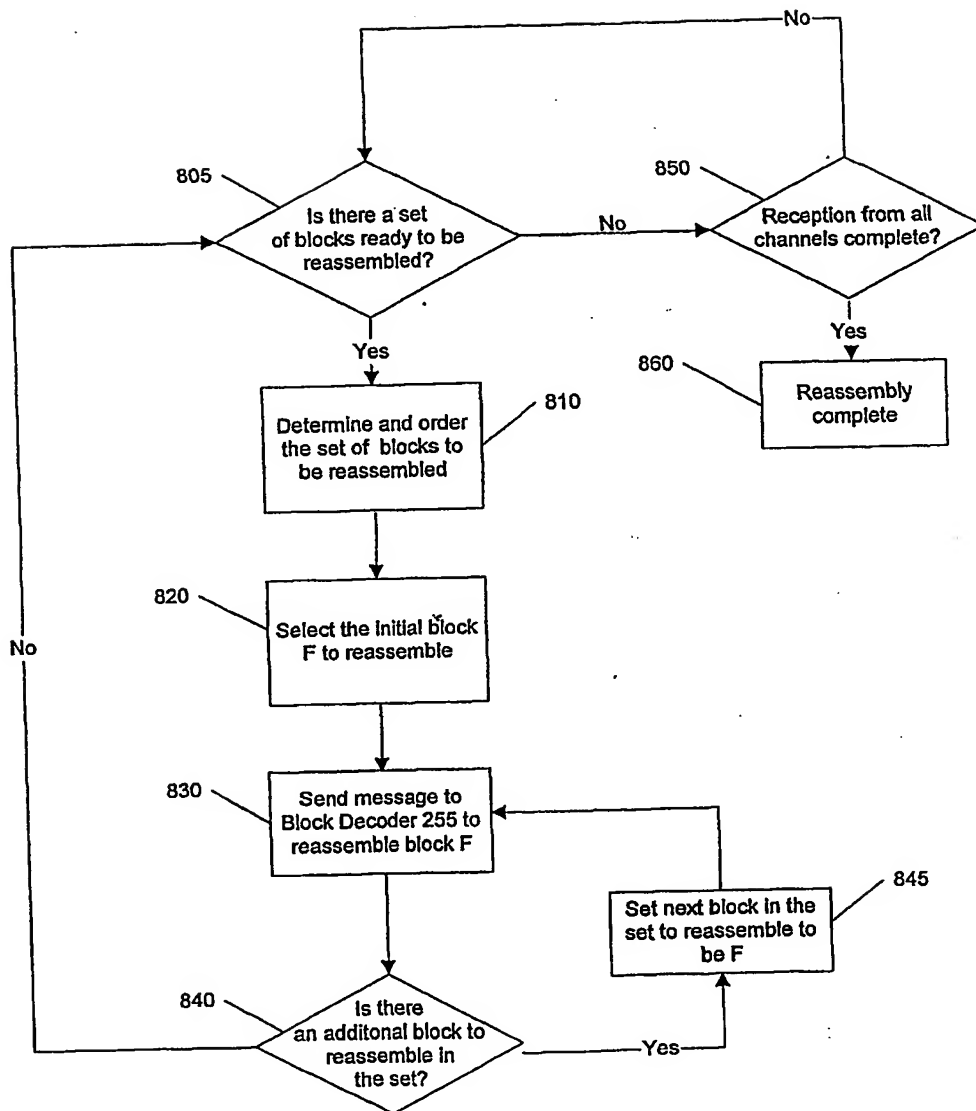 No
805
Is there a set
of blocks ready to be
reassembled?
No
850
Reception from all
channels complete?
Yes
Yes
860
Reassembly
complete
810
Determine and order
the set of blocks to
be reassembled
820
Select the initial block
F to reassemble
No
830
Send message to
Block Decoder 255 to
reassemble block F
845
Set next block in the
set to reassemble to
be F
840
Is there
an additonal block to
reassemble in
the set?
Yes